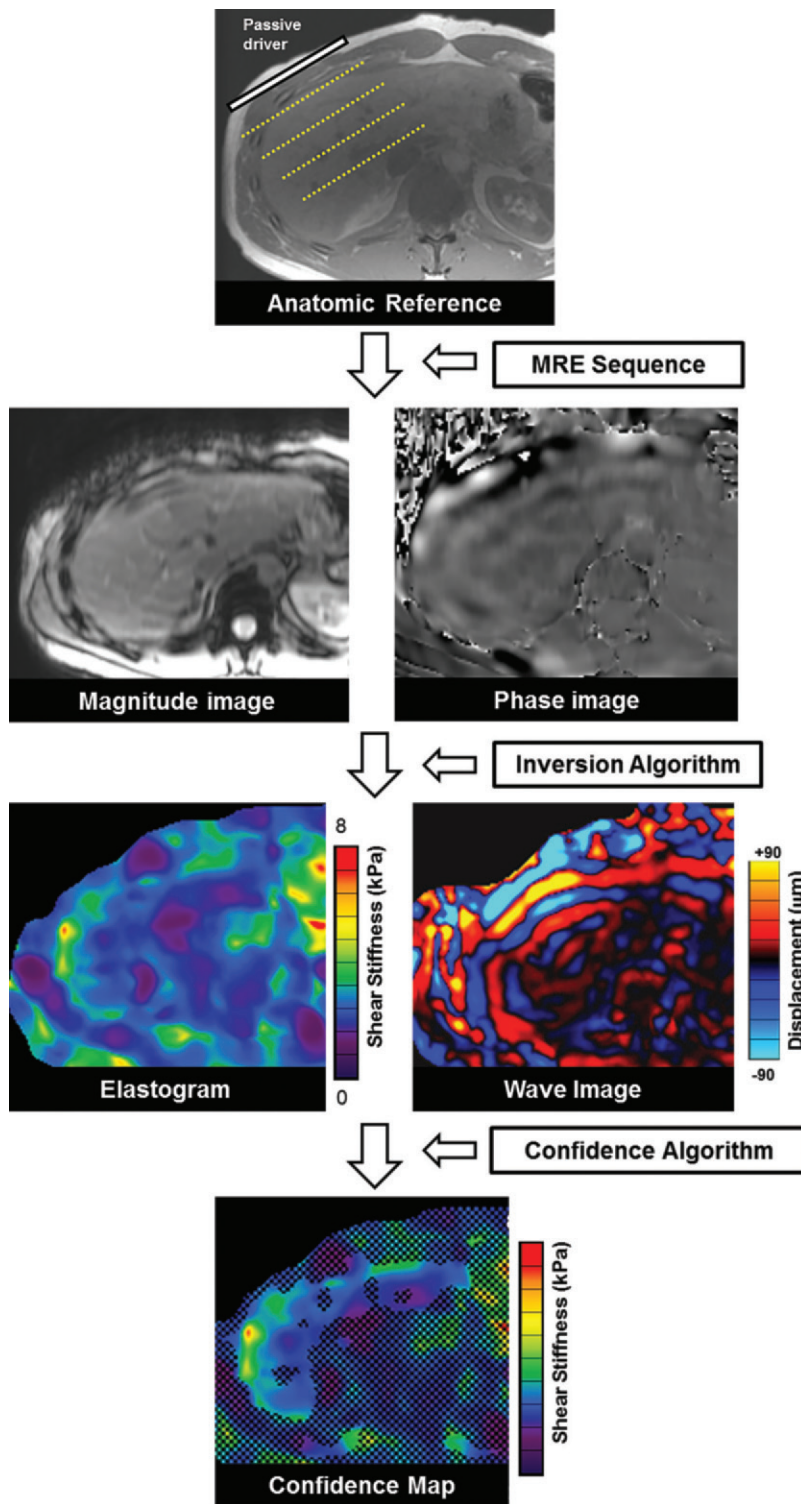 Passive
driver
Anatomic Reference
MRE Sequence
Magnitude image
Phase image
Inversion Algorithm
8
Shear Stiffness (kPa)
0
Elastogram
+90
Displacement (µm)
-90
Wave Image
Confidence Algorithm
Shear Stiffness (kPa)
Confidence Map